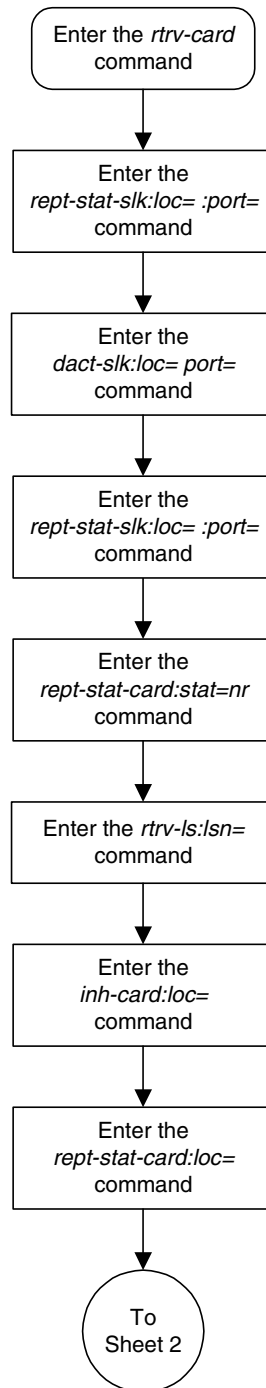 Enter the rtrv-card
command
Enter the
rept-stat-slk:loc= :port=
command
Enter the
dact-slk:loc= port=
command
Enter the
rept-stat-slk:loc= :port=
command
Enter the
rept-stat-card:stat=nr
command
Enter the rtrv-ls:lsn=
command
Enter the
inh-card:loc=
command
Enter the
rept-stat-card:loc=
command
To
Sheet 2